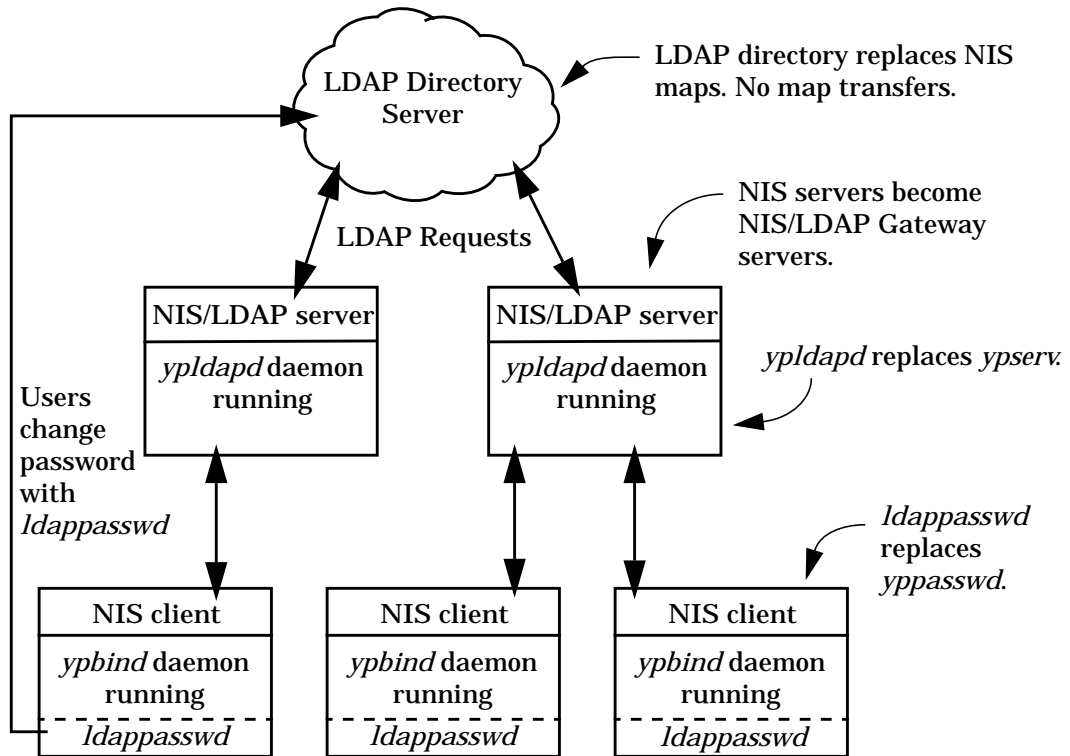 LDAP Directory
Server
LDAP directory replaces NIS
maps. No map transfers.
NIS servers become
NIS/LDAP Gateway
servers.
LDAP Requests
NIS/LDAP server
ypldapd daemon
running
NIS/LDAP server
ypldapd daemon
running
ypldapd replaces ypserv.
Users
change
password
with
ldappasswd
ldappasswd
replaces
yppasswd.
NIS client
ypbind daemon
running
ldappasswd
NIS client
ypbind daemon
running
ldappasswd
NIS client
ypbind daemon
running
ldappasswd